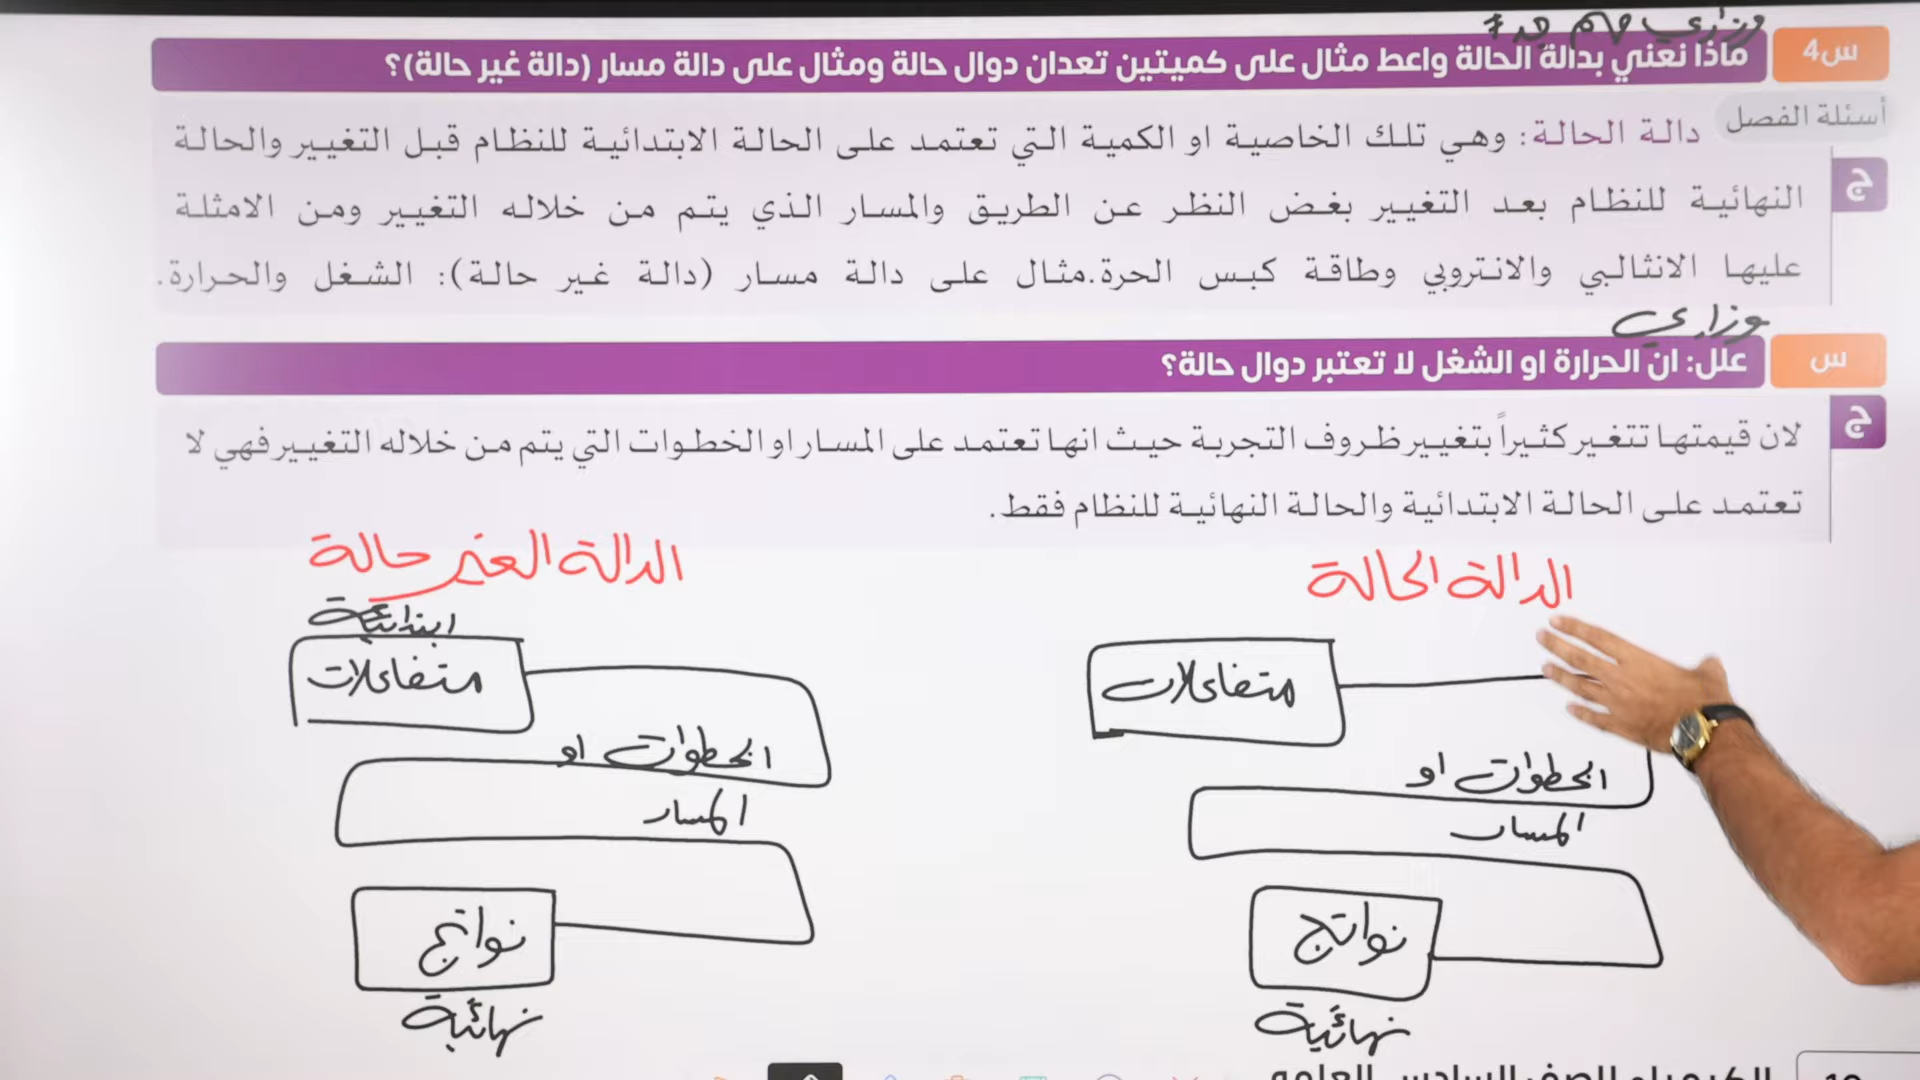 وزاري هام جداً
س4 ماذا نعني بدالة الحالة واعط مثال على كميتين تعدان دوال حالة ومثال على دالة مسار (دالة غير حالة)؟
أسئلة الفصل
ج
دالة الحالة: وهي تلك الخاصية او الكمية التي تعتمد على الحالة الابتدائية للنظام قبل التغيير والحالة
النهائية للنظام بعد التغيير بغض النظر عن الطريق والمسار الذي يتم من خلاله التغيير ومن الامثلة
عليها الانثالبي والانتروبي وطاقة كبس الحرة.مثال على دالة مسار (دالة غير حالة): الشغل والحرارة.
وزاري
س علل: ان الحرارة او الشغل لا تعتبر دوال حالة؟
ج
لان قيمتها تتغير كثيراً بتغيير ظروف التجربة حيث انها تعتمد على المسار او الخطوات التي يتم من خلاله التغيير فهي لا
تعتمد على الحالة الابتدائية والحالة النهائية للنظام فقط.
الدالة الحالة
متفاعلات
الخطوات او
المسار
نواتج
نهائية
الدالة الغير حالة
ابتدائية
متفاعلات
الخطوات او
المسار
نواتج
نهائية
الكيمياء للصف السادس العلمي